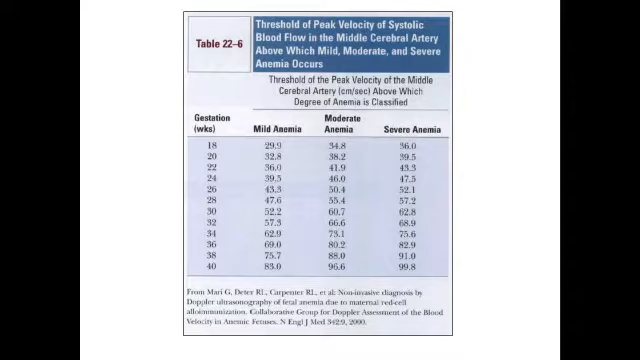 Table 22–6
Threshold of Peak Velocity of Systolic
Blood Flow in the Middle Cerebral Artery
Above Which Mild, Moderate, and Severe
Anemia Occurs
Threshold of the Peak Velocity of the Middle
Cerebral Artery (cm/sec) Above Which
Degree of Anemia is Classified
Gestation Moderate
(wks) Mild Anemia Anemia Severe Anemia
18 29.9 34.8 36.0
20 32.8 38.2 39.5
22 36.0 41.9 43.3
24 39.5 46.0 47.5
26 43.3 50.4 52.1
28 47.6 55.4 57.2
30 52.2 60.7 62.8
32 57.3 66.6 68.9
34 62.9 73.1 75.6
36 69.0 80.2 82.9
38 75.7 88.0 91.0
40 83.0 96.6 99.8
From Mari G, Deter RL, Carpenter RL, et al: Non-invasive diagnosis by
Doppler ultrasonography of fetal anemia due to maternal red-cell
alloimmunization. Collaborative Group for Doppler Assessment of the Blood
Velocity in Anemic Fetuses. N Engl J Med 342:9, 2000.